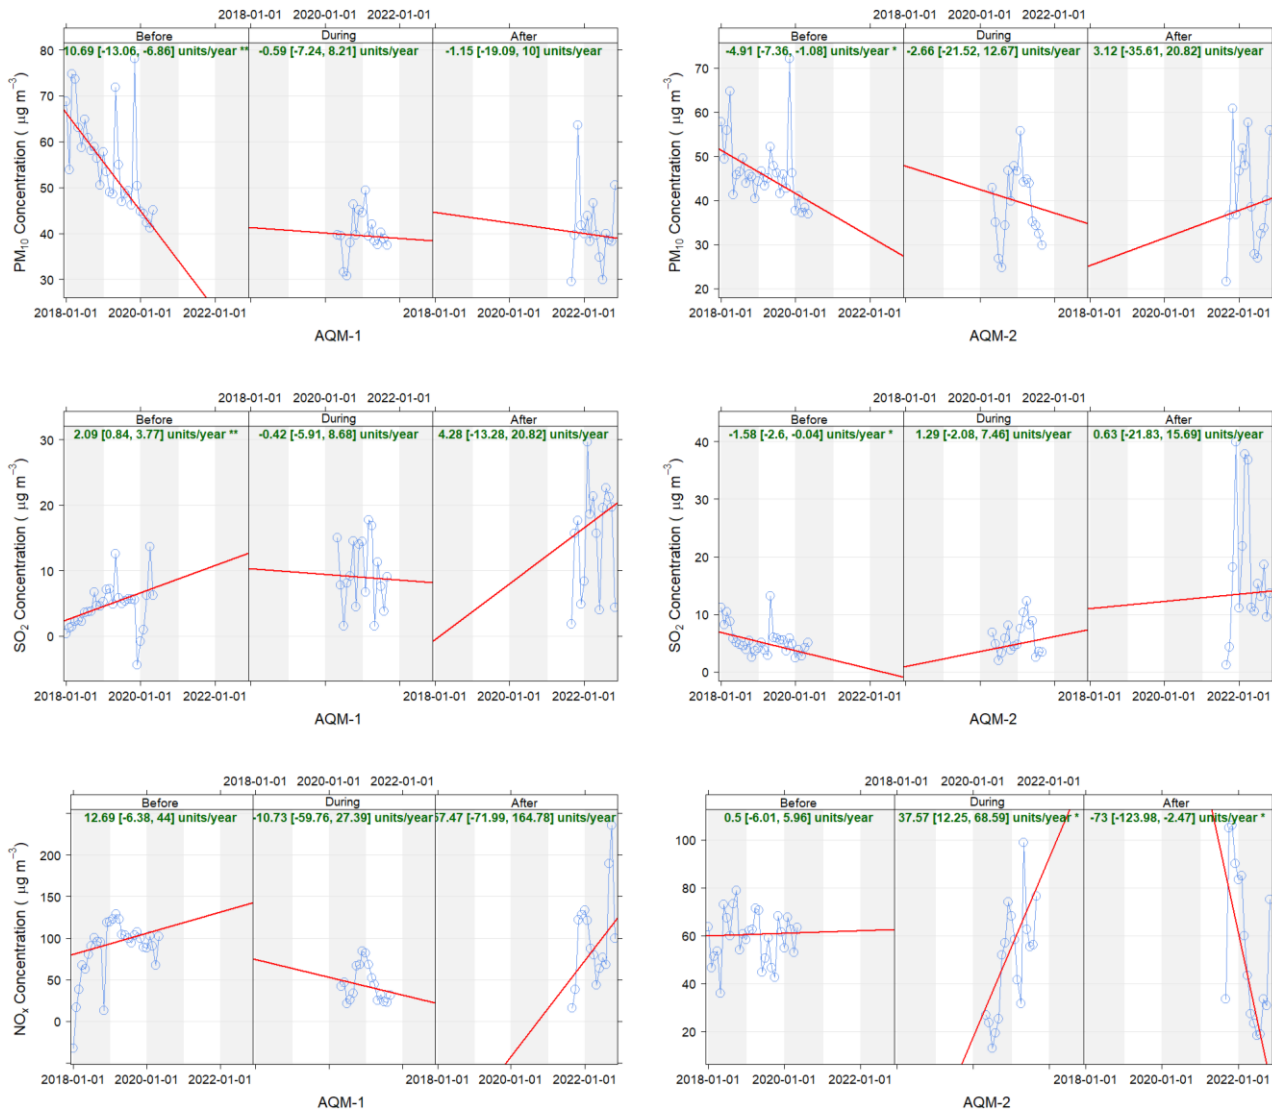 2018-01-01 2020-01-01 2022-01-01
Before During After
10.69 [-13.06, -6.86] units/year ** -0.59 [-7.24, 8.21] units/year -1.15 [-19.09, 10] units/year
PM10 Concentration ( μg m−3)
80
70
60
50
40
30
2018-01-01 2020-01-01 2022-01-01 2018-01-01 2020-01-01 2022-01-01
AQM-1
2018-01-01 2020-01-01 2022-01-01
Before During After
-4.91 [-7.36, -1.08] units/year * -2.66 [-21.52, 12.67] units/year 3.12 [-35.61, 20.82] units/year
PM10 Concentration ( μg m−3)
70
60
50
40
30
20
2018-01-01 2020-01-01 2022-01-01 2018-01-01 2020-01-01 2022-01-01
AQM-2
2018-01-01 2020-01-01 2022-01-01
Before During After
2.09 [0.84, 3.77] units/year ** -0.42 [-5.91, 8.68] units/year 4.28 [-13.28, 20.82] units/year
SO2 Concentration ( μg m−3)
30
20
10
0
2018-01-01 2020-01-01 2022-01-01 2018-01-01 2020-01-01 2022-01-01
AQM-1
2018-01-01 2020-01-01 2022-01-01
Before During After
-1.58 [-2.6, -0.04] units/year * 1.29 [-2.08, 7.46] units/year 0.63 [-21.83, 15.69] units/year
SO2 Concentration ( μg m−3)
40
30
20
10
0
2018-01-01 2020-01-01 2022-01-01 2018-01-01 2020-01-01 2022-01-01
AQM-2
2018-01-01 2020-01-01 2022-01-01
Before During After
12.69 [-6.38, 44] units/year -10.73 [-59.76, 27.39] units/year 57.47 [-71.99, 164.78] units/year
NOx Concentration ( μg m−3)
200
150
100
50
0
2018-01-01 2020-01-01 2022-01-01 2018-01-01 2020-01-01 2022-01-01
AQM-1
2018-01-01 2020-01-01 2022-01-01
Before During After
0.5 [-6.01, 5.96] units/year 37.57 [12.25, 68.59] units/year * -73 [-123.98, -2.47] units/year *
NOx Concentration ( μg m−3)
100
80
60
40
20
2018-01-01 2020-01-01 2022-01-01 2018-01-01 2020-01-01 2022-01-01
AQM-2